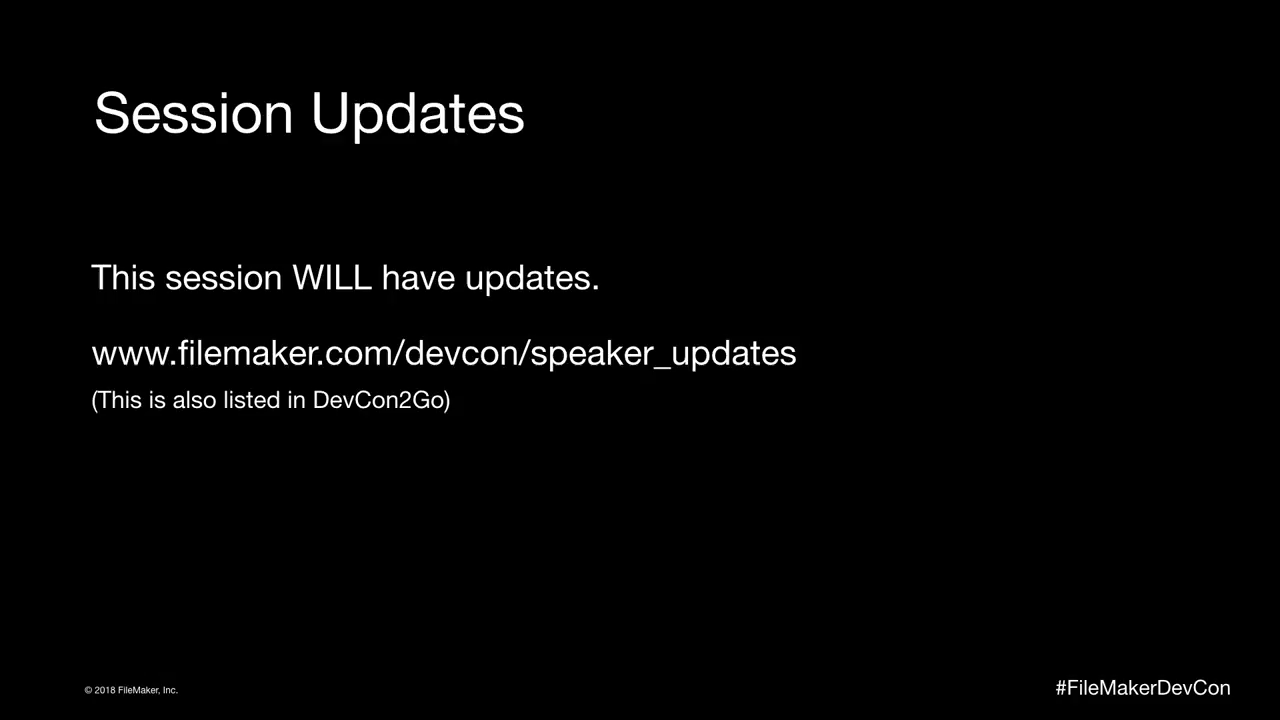 Session Updates
This session WILL have updates.
www.filemaker.com/devcon/speaker_updates
(This is also listed in DevCon2Go)
© 2018 FileMaker, Inc.
#FileMakerDevCon